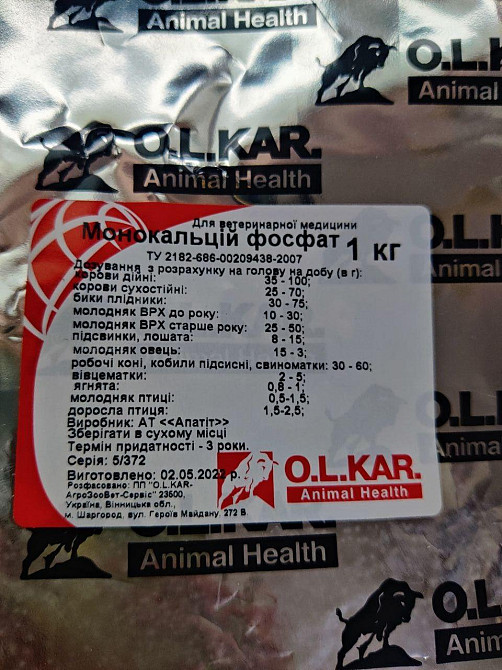 O.L.KAR.
Animal Health
O.L.KAR.
Animal Health
Для ветеринарної медицини
Монокальцій фосфат 1 кг
ТУ 2182-686-00209438-2007
Дозування з розрахунку на голову на добу (в г):
корови дійні: 35 - 100;
корови сухостійні: 25 - 70;
бики плідники: 30 - 75;
молодняк ВРХ до року: 10 - 30;
молодняк ВРХ старше року: 25 - 50;
підсвинки, лошата: 8 - 15;
молодняк овець: 15 - 3;
робочі коні, кобили підсисні, свиноматки: 30 - 60;
вівцематки: 2 - 5;
ягнята: 0,8 - 1;
молодняк птиці: 0,5-1,5;
доросла птиця: 1,5-2,5;
Виробник: АТ <<Апатіт>>
Зберігати в сухому місці
Термін придатності - 3 роки.
Серія: 5/372
Виготовлено: 02.05.2022 р.
Розфасовано: ПП "O.L.KAR-
АгроЗооВет-Сервіс" 23500,
Україна, Вінницька обл.,
м. Шаргород, вул. Героїв Майдану, 272 В.
O.L.KAR.
Animal Health
O.L.
Animal
Animal Health
O.L.K
Anim